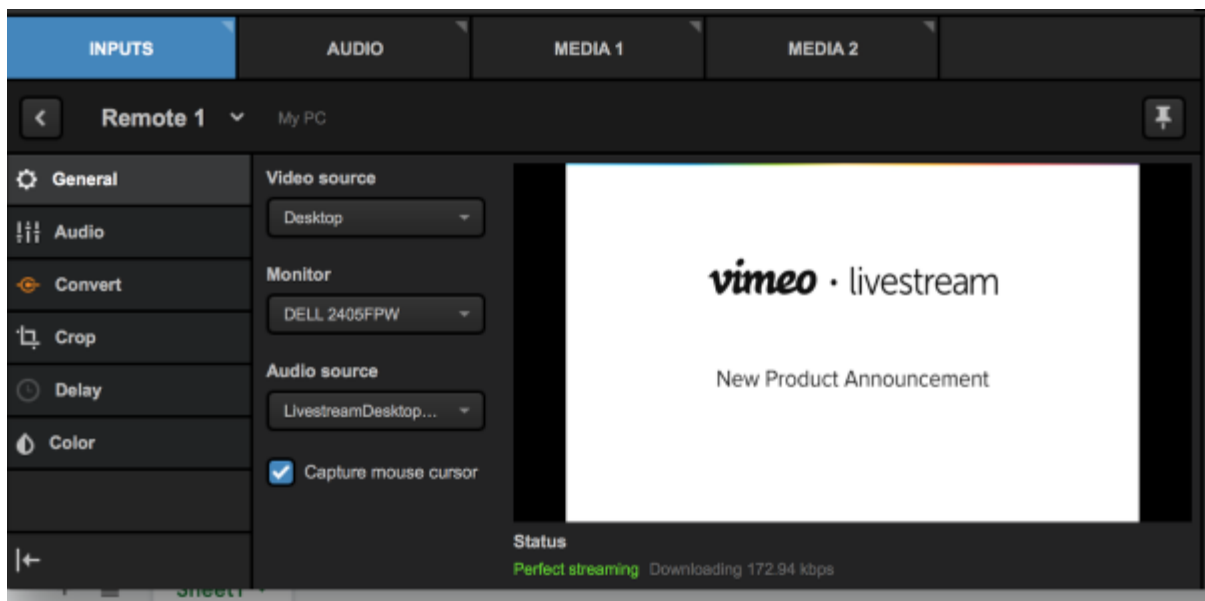 INPUTS AUDIO MEDIA 1 MEDIA 2
Remote 1 My PC
General
Audio
Convert
Crop
Delay
Color
Video source
Desktop
Monitor
DELL 2405FPW
Audio source
LivestreamDesktop...
Capture mouse cursor
vimeo · livestream
New Product Announcement
Status
Perfect streaming Downloading 172.94 kbps
Sheet1